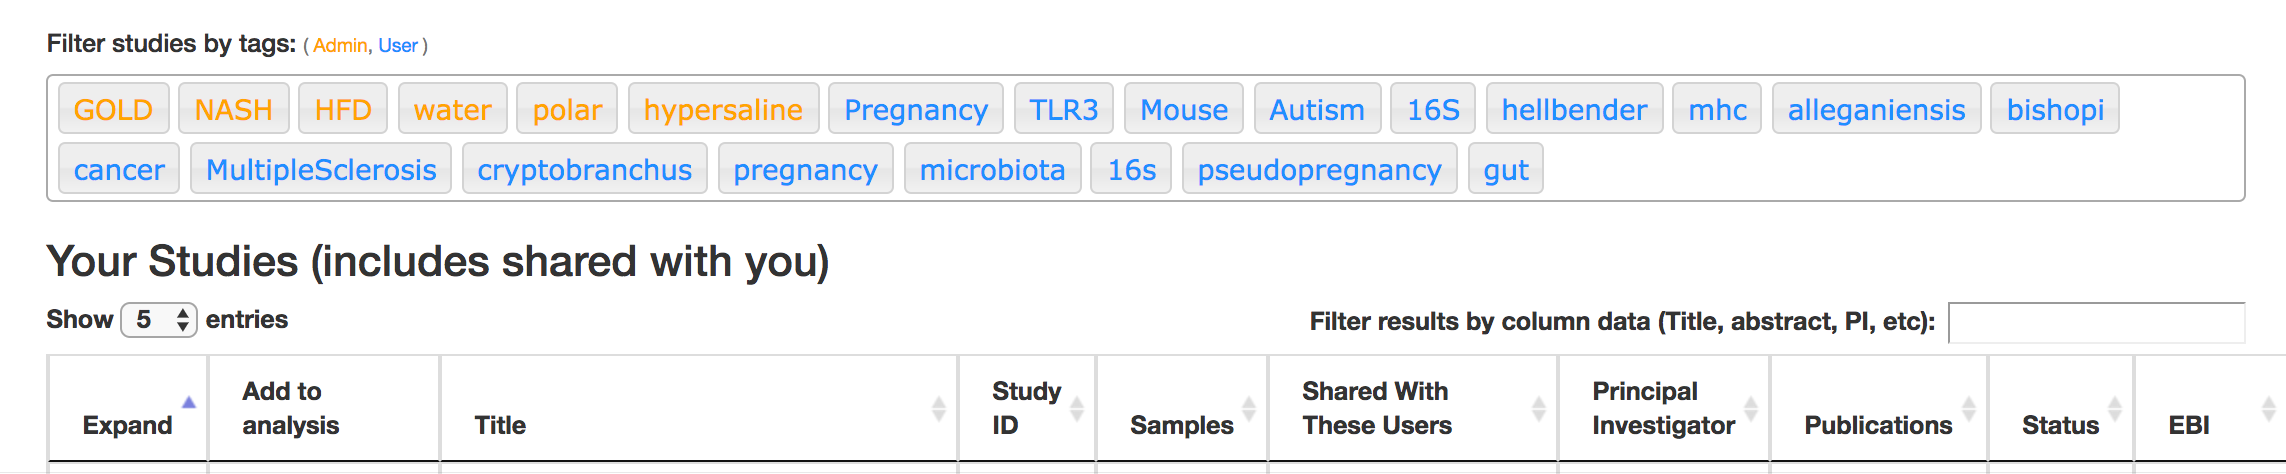 Filter studies by tags: ( Admin, User )
GOLD NASH HFD water polar hypersaline Pregnancy TLR3 Mouse Autism 16S hellbender mhc alleganiensis bishopi
cancer MultipleSclerosis cryptobranchus pregnancy microbiota 16s pseudopregnancy gut
Your Studies (includes shared with you)
Show 5 entries
Filter results by column data (Title, abstract, PI, etc):
Expand
Add to
analysis
Title
Study
ID
Samples
Shared With
These Users
Principal
Investigator
Publications
Status
EBI